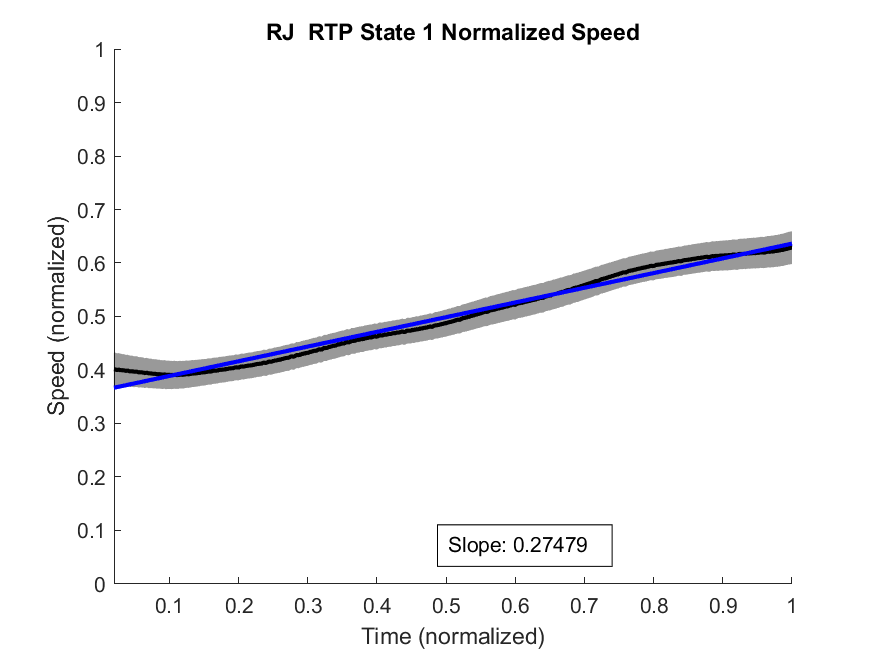 RJ  RTP State 1 Normalized Speed
1
0.9
0.8
0.7
0.6
0.5
0.4
0.3
0.2
0.1
0
Speed (normalized)
Slope: 0.27479
0.1 0.2 0.3 0.4 0.5 0.6 0.7 0.8 0.9 1
Time (normalized)